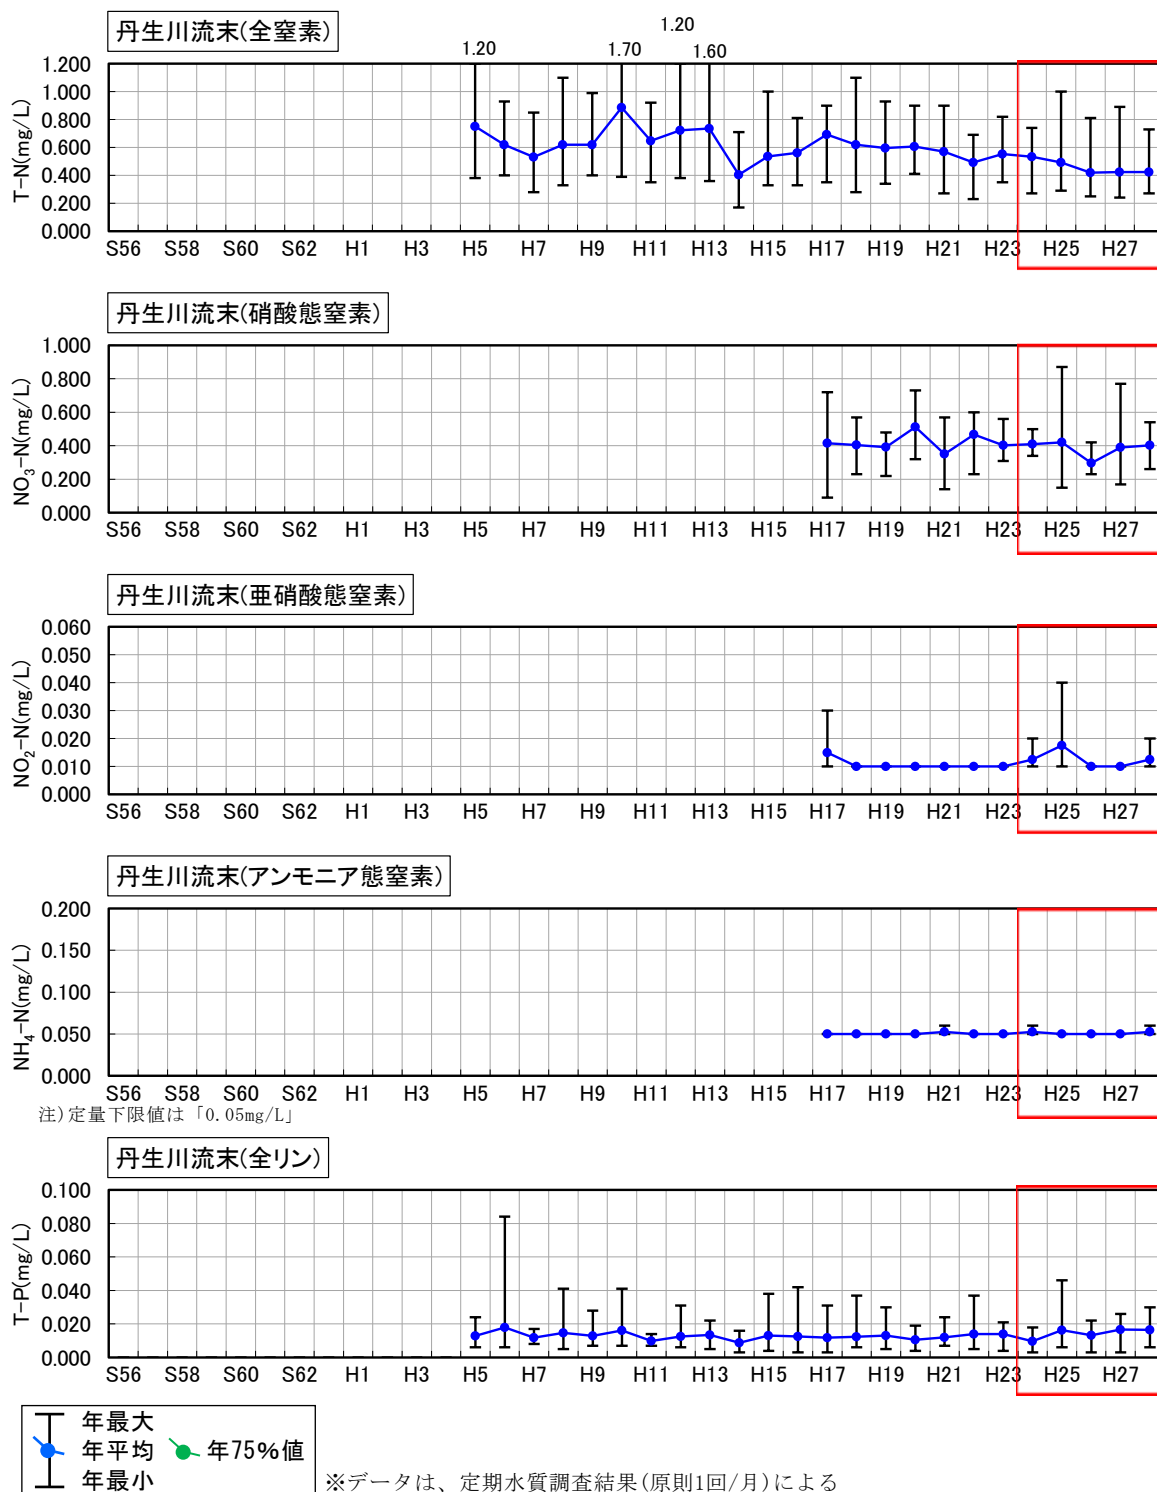 丹生川流末(全窒素)
1.20
1.20
1.70
1.60
T-N(mg/L)
1.200
1.000
0.800
0.600
0.400
0.200
0.000
S56 S58 S60 S62 H1 H3 H5 H7 H9 H11 H13 H15 H17 H19 H21 H23 H25 H27
丹生川流末(硝酸態窒素)
NO3-N(mg/L)
1.000
0.800
0.600
0.400
0.200
0.000
S56 S58 S60 S62 H1 H3 H5 H7 H9 H11 H13 H15 H17 H19 H21 H23 H25 H27
丹生川流末(亜硝酸態窒素)
NO2-N(mg/L)
0.060
0.050
0.040
0.030
0.020
0.010
0.000
S56 S58 S60 S62 H1 H3 H5 H7 H9 H11 H13 H15 H17 H19 H21 H23 H25 H27
丹生川流末(アンモニア態窒素)
NH4-N(mg/L)
0.200
0.150
0.100
0.050
0.000
S56 S58 S60 S62 H1 H3 H5 H7 H9 H11 H13 H15 H17 H19 H21 H23 H25 H27
注)定量下限値は「0.05mg/L」
丹生川流末(全リン)
T-P(mg/L)
0.100
0.080
0.060
0.040
0.020
0.000
S56 S58 S60 S62 H1 H3 H5 H7 H9 H11 H13 H15 H17 H19 H21 H23 H25 H27
年最大
年平均 年75%値
年最小
※データは、定期水質調査結果(原則1回/月)による